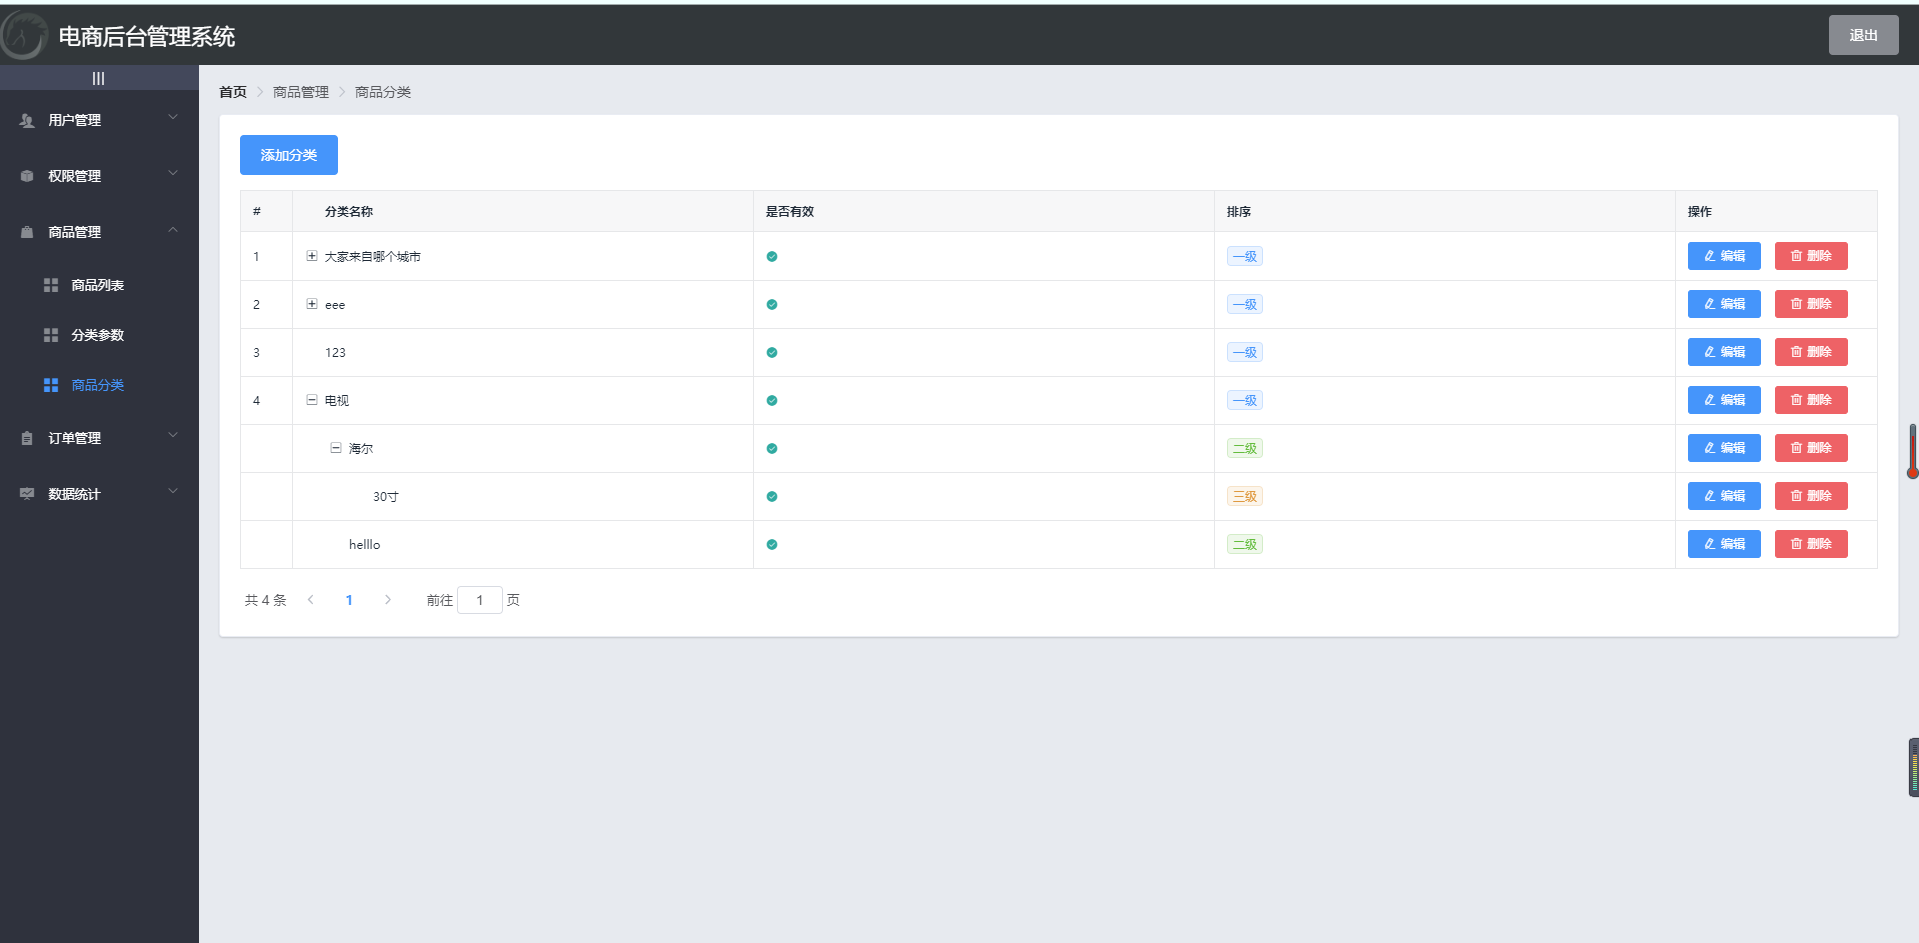 电商后台管理系统
退出
|||
首页 > 商品管理 > 商品分类
用户管理
权限管理
商品管理
商品列表
分类参数
商品分类
订单管理
数据统计
添加分类
# 分类名称 是否有效 排序 操作
1 大家来自哪个城市 一级 编辑 删除
2 eee 一级 编辑 删除
3 123 一级 编辑 删除
4 电视 一级 编辑 删除
海尔 二级 编辑 删除
30寸 三级 编辑 删除
helllo 二级 编辑 删除
共 4 条 < 1 > 前往 1 页